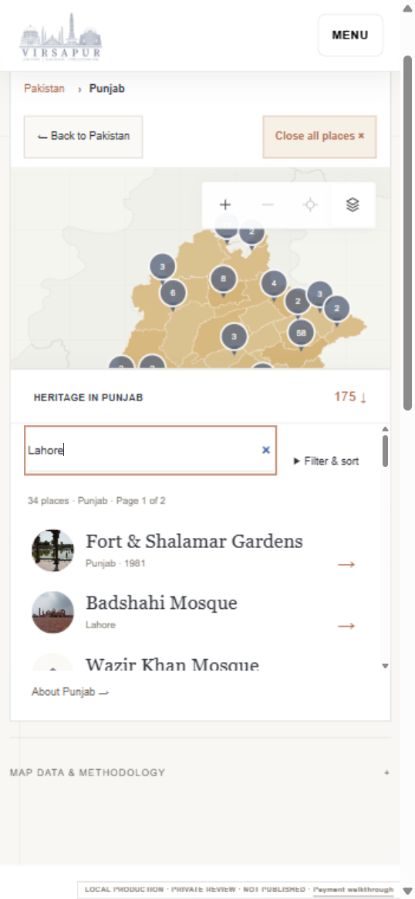 VIRSAPUR
MENU
Pakistan › Punjab
← Back to Pakistan
Close all places ×
+ −
2
3
8
6
4
2
3
2
3
58
HERITAGE IN PUNJAB
175 ↓
Lahore ×
▶ Filter & sort
34 places · Punjab · Page 1 of 2
Fort & Shalamar Gardens
Punjab · 1981 →
Badshahi Mosque
Lahore →
Wazir Khan Mosque
About Punjab →
MAP DATA & METHODOLOGY +
LOCAL PRODUCTION · PRIVATE REVIEW · NOT PUBLISHED · Payment walkthrough